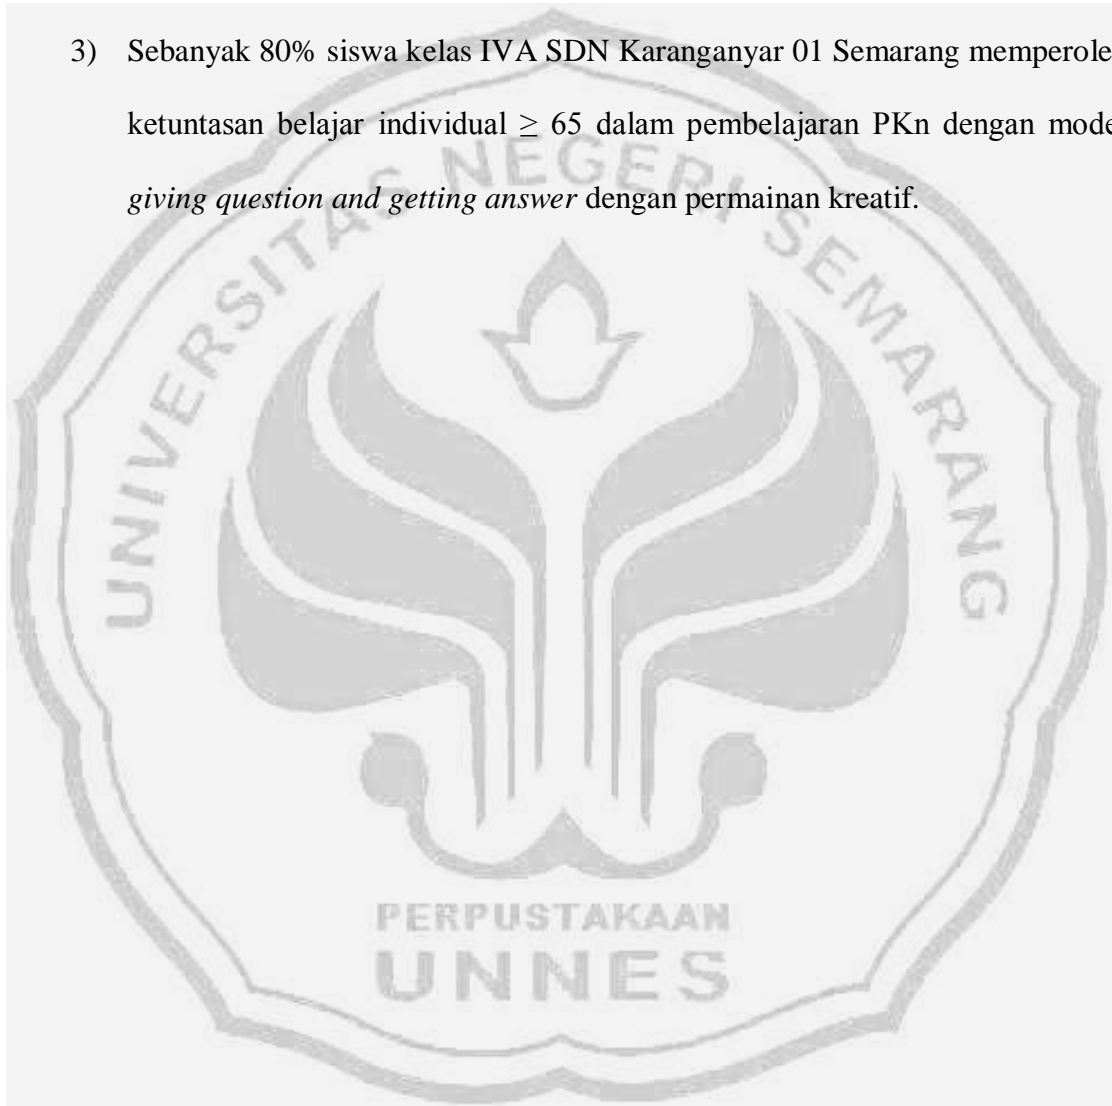 3) Sebanyak 80% siswa kelas IVA SDN Karanganyar 01 Semarang memperole
ketuntasan belajar individual ≥ 65 dalam pembelajaran PKn dengan mode
giving question and getting answer dengan permainan kreatif.
UNIVERSITAS NEGERI SEMARANG
PERPUSTAKAAN
UNNES